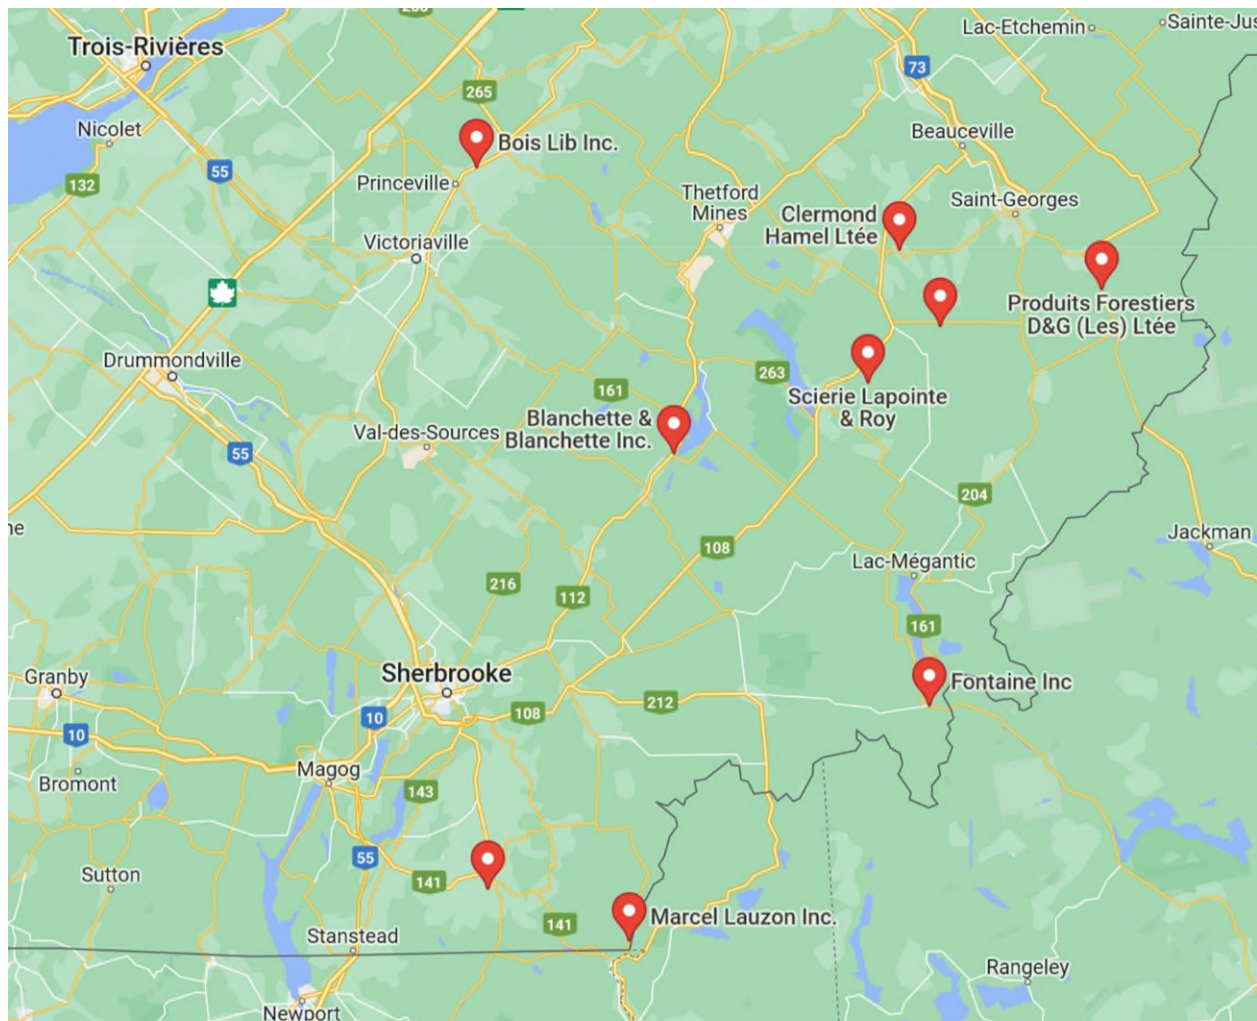 Lac-Etchemin
Sainte-Jus
Trois-Rivières
73
265
Nicolet
Bois Lib Inc.
Beauceville
55
132
Princeville
Thetford
Mines
Saint-Georges
Clermond
Hamel Ltée
Victoriaville
Produits Forestiers
D&G (Les) Ltée
Drummondville
263
161
Scierie Lapointe
& Roy
Blanchette &
Blanchette Inc.
Val-des-Sources
55
204
ne
Jackman
108
Lac-Mégantic
216
112
161
Sherbrooke
Granby
Fontaine Inc
212
108
10
10
Magog
Bromont
143
55
Sutton
141
Marcel Lauzon Inc.
141
Stanstead
Rangeley
Newport